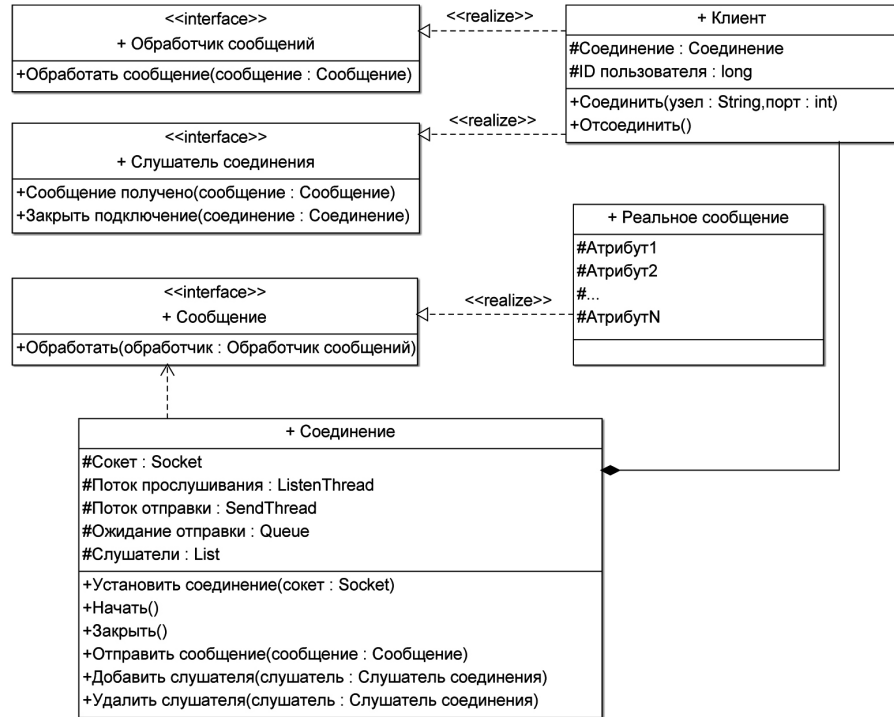 <<interface>>
+ Обработчик сообщений
+Обработать сообщение(сообщение : Сообщение)
<<realize>>
+ Клиент
#Соединение : Соединение
#ID пользователя : long
+Соединить(узел : String,порт : int)
+Отсоединить()
<<interface>>
+ Слушатель соединения
+Сообщение получено(сообщение : Сообщение)
+Закрыть подключение(соединение : Соединение)
<<realize>>
+ Реальное сообщение
#Атрибут1
#Атрибут2
#...
#АтрибутN
<<interface>>
+ Сообщение
+Обработать(обработчик : Обработчик сообщений)
<<realize>>
+ Соединение
#Сокет : Socket
#Поток прослушивания : ListenThread
#Поток отправки : SendThread
#Ожидание отправки : Queue
#Слушатели : List
+Установить соединение(сокет : Socket)
+Начать()
+Закрыть()
+Отправить сообщение(сообщение : Сообщение)
+Добавить слушателя(слушатель : Слушатель соединения)
+Удалить слушателя(слушатель : Слушатель соединения)